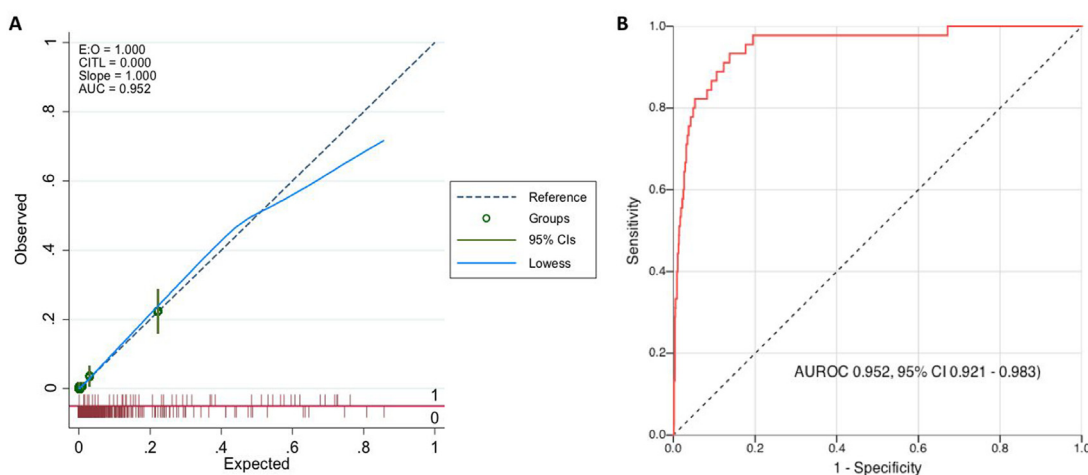 A
E:O = 1.000
CITL = 0.000
Slope = 1.000
AUC = 0.952
1
.8
.6
.4
.2
0
Observed
1
0
0
.2
.4
.6
.8
1
Expected
Reference
Groups
95% CIs
Lowess
B
1.0
0.8
0.6
0.4
0.2
0.0
Sensitivity
AUROC 0.952, 95% CI 0.921 - 0.983)
0.0
0.2
0.4
0.6
0.8
1.0
1 - Specificity